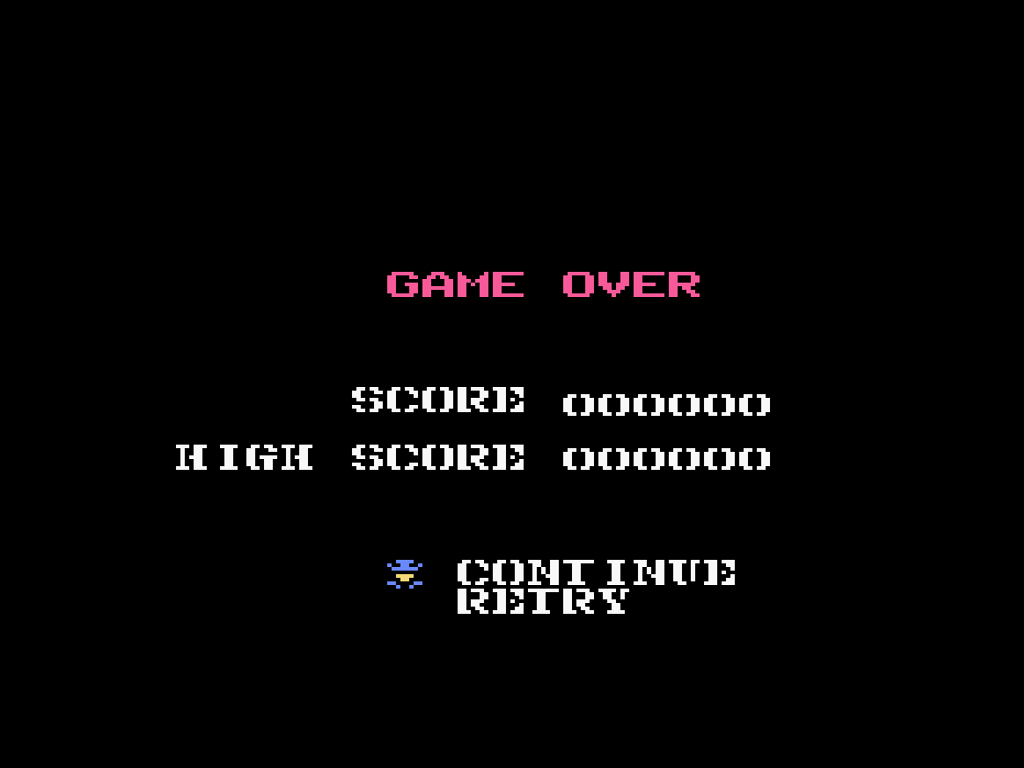 GAME OVER
SCORE 000000
HIGH SCORE 000000
CONTINUE
RETRY